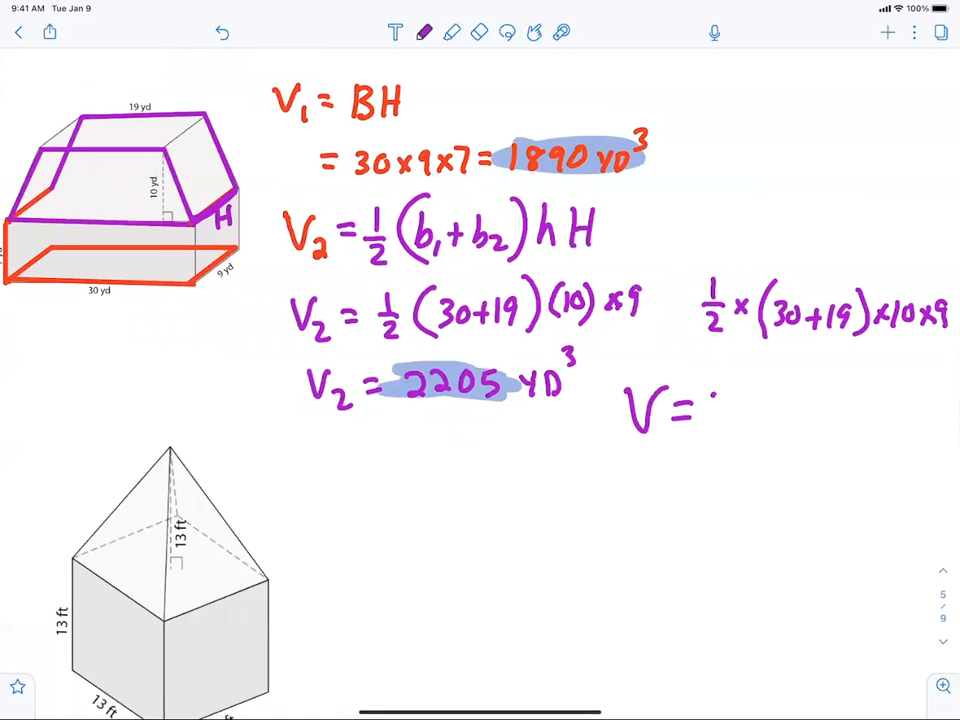 9:41 AM Tue Jan 9
100%
19 yd
10 yd
H
9 yd
30 yd
V₁ = BH
= 30 × 9 × 7 = 1890 YD³
V₂ = 1/2 (b₁ + b₂) h H
V₂ = 1/2 (30+19)(10) × 9
1/2 × (30+19) × 10 × 9
V₂ = 2205 YD³
V =
13 ft
13 ft
13 ft
5
/
9